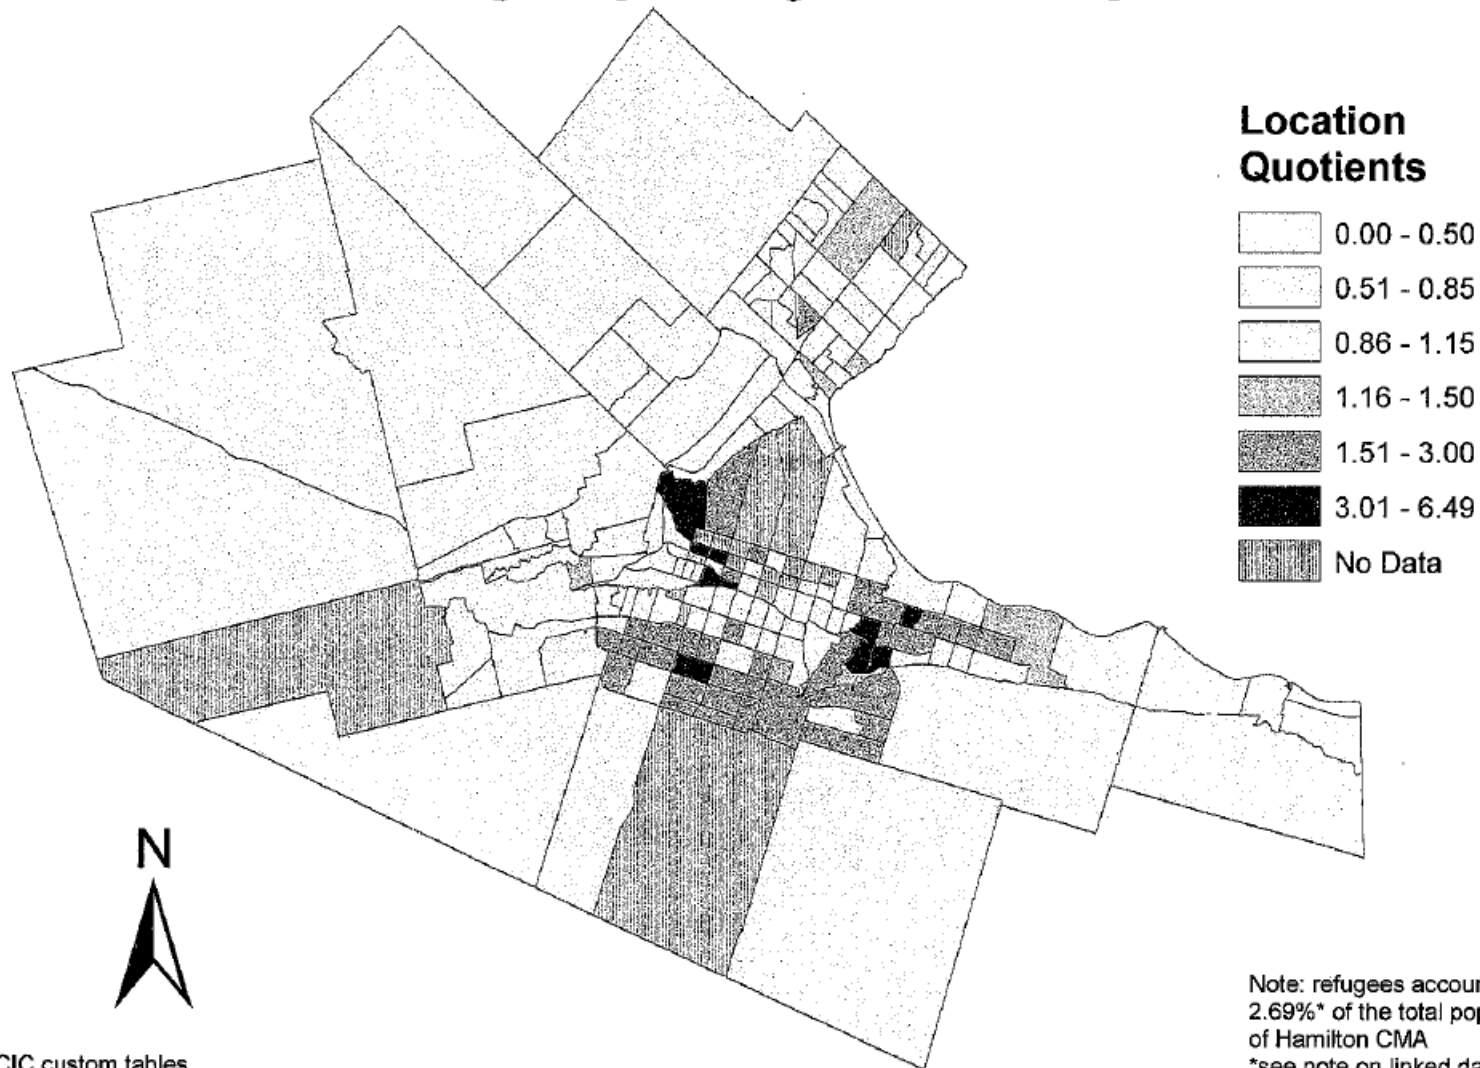 Location
Quotients
0.00 - 0.50
0.51 - 0.85
0.86 - 1.15
1.16 - 1.50
1.51 - 3.00
3.01 - 6.49
No Data
N
Note: refugees accour
2.69%* of the total pop
of Hamilton CMA
*see note on linked da
CIC custom tables